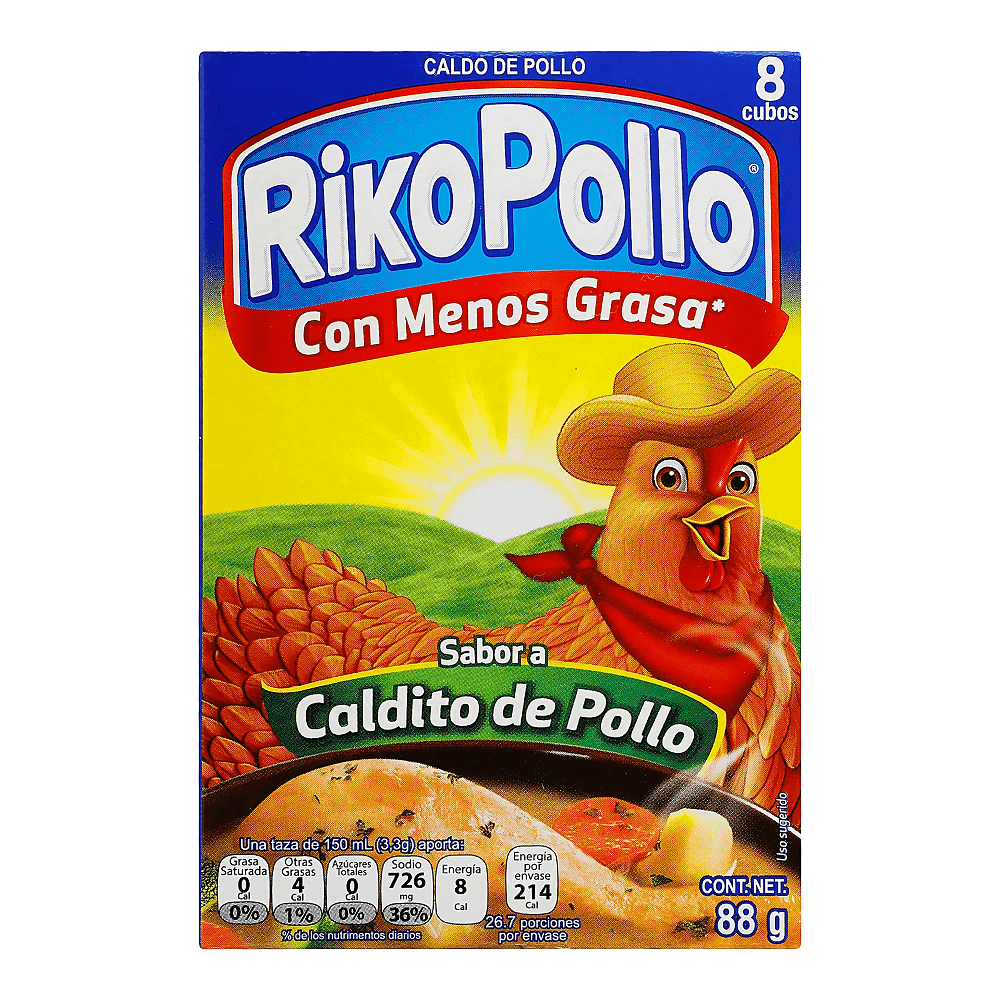 CALDO DE POLLO
8
cubos
RikoPollo®
Con Menos Grasa*
Sabor a
Caldito de Pollo
Uso sugerido
Una taza de 150 mL (3,3g) aporta:
Grasa Saturada 0 Cal 0%
Otras Grasas 4 Cal 1%
Azúcares Totales 0 Cal 0%
Sodio 726 mg 36%
Energía 8 Cal
Energía por envase 214 Cal
% de los nutrimentos diarios
26.7 porciones
por envase
CONT. NET.
88 g